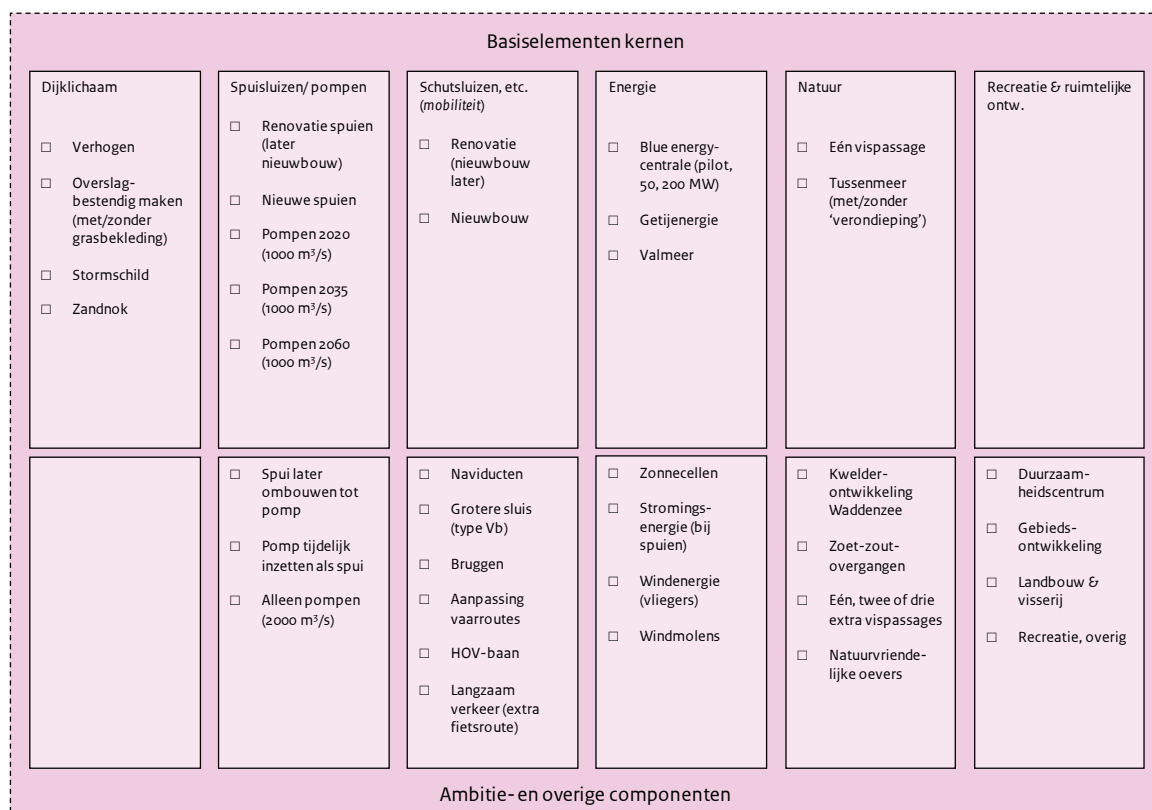 Basiselementen kernen
Dijklichaam
☐ Verhogen
☐ Overslag-
bestendig maken
(met/zonder
grasbekleding)
☐ Stormschild
☐ Zandnok
Spuisluizen/ pompen
☐ Renovatie spuien
(later
nieuwbouw)
☐ Nieuwe spuien
☐ Pompen 2020
(1000 m³/s)
☐ Pompen 2035
(1000 m³/s)
☐ Pompen 2060
(1000 m³/s)
Schutsluizen, etc.
(mobiliteit)
☐ Renovatie
(nieuwbouw
later)
☐ Nieuwbouw
Energie
☐ Blue energy-
centrale (pilot,
50, 200 MW)
☐ Getijenergie
☐ Valmeer
Natuur
☐ Eén vispassage
☐ Tussenmeer
(met/zonder
‘verondieping’)
Recreatie & ruimtelijke
ontw.
☐ Spui later
ombouwen tot
pomp
☐ Pomp tijdelijk
inzetten als spui
☐ Alleen pompen
(2000 m³/s)
☐ Naviducten
☐ Grotere sluis
(type Vb)
☐ Bruggen
☐ Aanpassing
vaarroutes
☐ HOV-baan
☐ Langzaam
verkeer (extra
fietsroute)
☐ Zonnecellen
☐ Stromings-
energie (bij
spuien)
☐ Windenergie
(vliegers)
☐ Windmolens
☐ Kwelder-
ontwikkeling
Waddenzee
☐ Zoet-zout-
overgangen
☐ Eén, twee of drie
extra vispassages
☐ Natuurvriende-
lijke oevers
☐ Duurzaam-
heidscentrum
☐ Gebieds-
ontwikkeling
☐ Landbouw &
visserij
☐ Recreatie, overig
Ambitie- en overige componenten